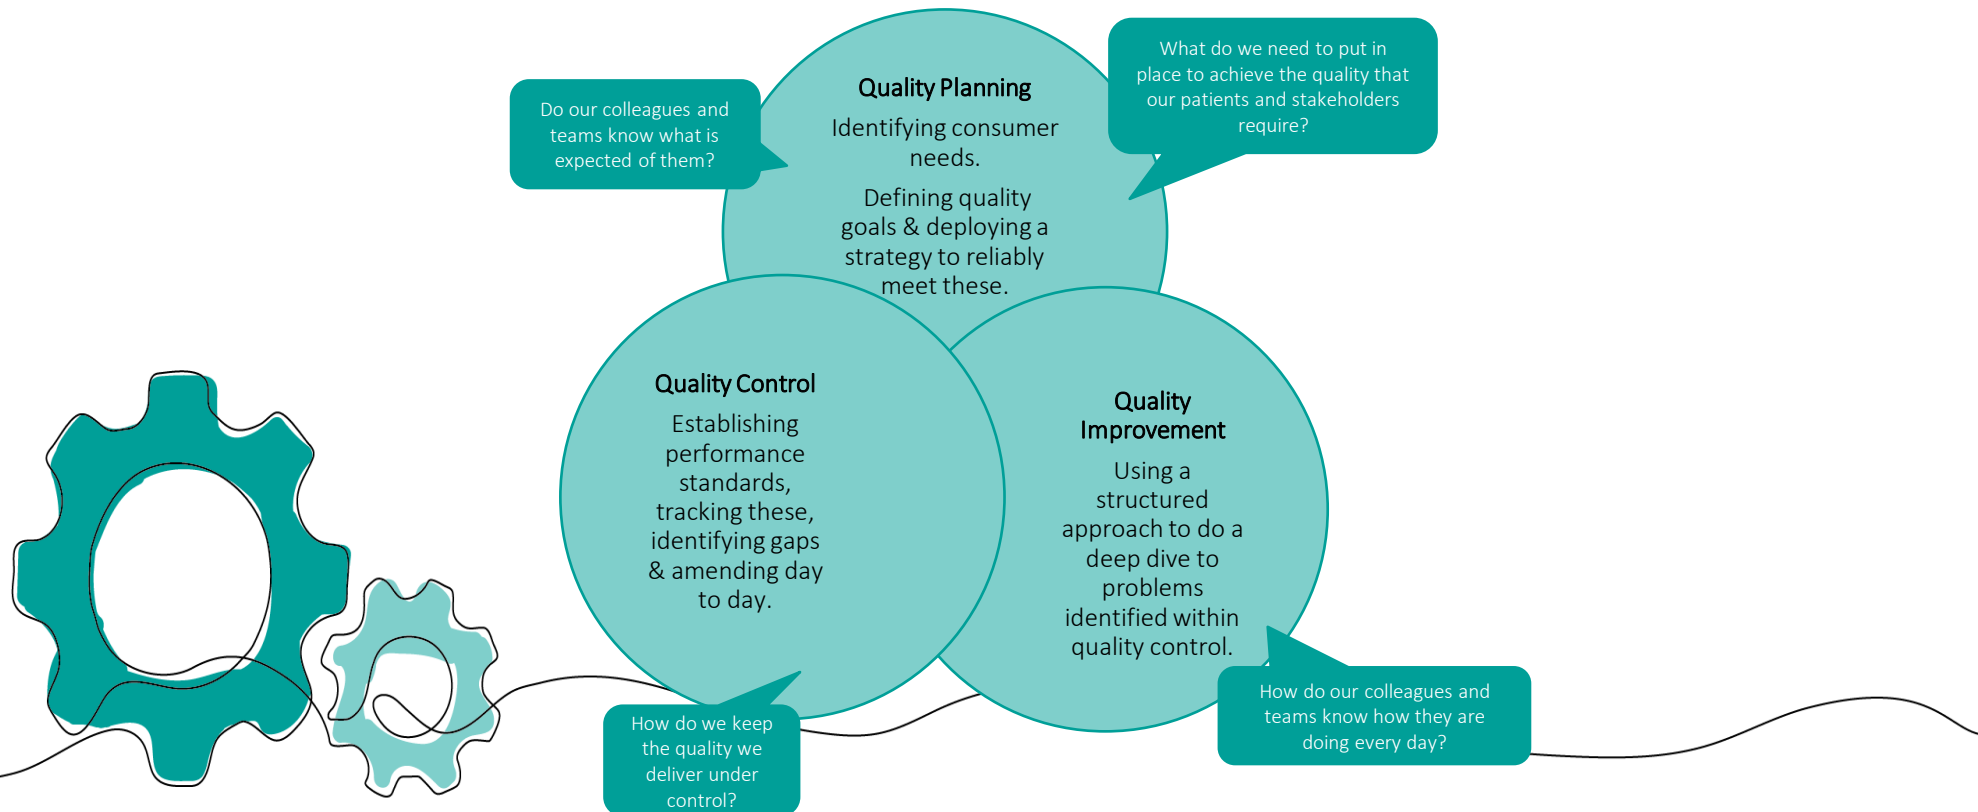 Do our colleagues and
teams know what is
expected of them?
Quality Planning
Identifying consumer
needs.
Defining quality
goals & deploying a
strategy to reliably
meet these.
What do we need to put in
place to achieve the quality that
our patients and stakeholders
require?
Quality Control
Establishing
performance
standards,
tracking these,
identifying gaps
& amending day
to day.
Quality
Improvement
Using a
structured
approach to do a
deep dive to
problems
identified within
quality control.
How do we keep
the quality we
deliver under
control?
How do our colleagues and
teams know how they are
doing every day?